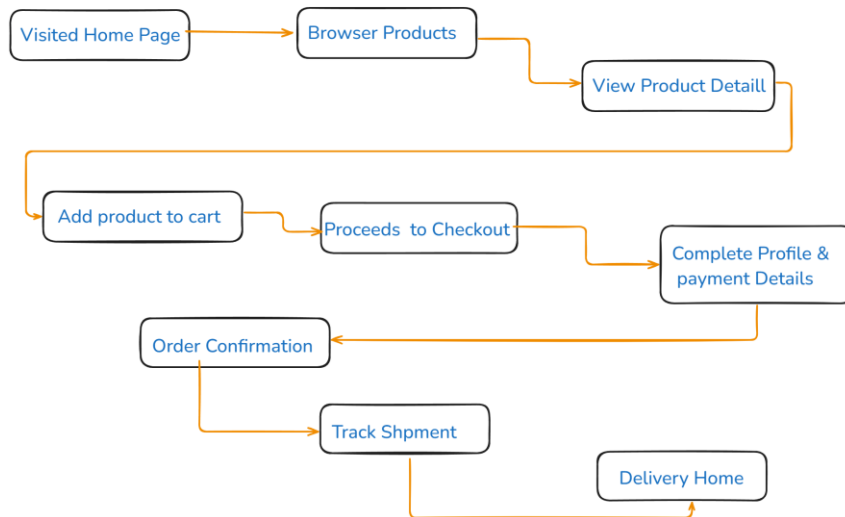 Visited Home Page
Browser Products
View Product Detaill
Add product to cart
Proceeds to Checkout
Complete Profile &
payment Details
Order Confirmation
Track Shpment
Delivery Home